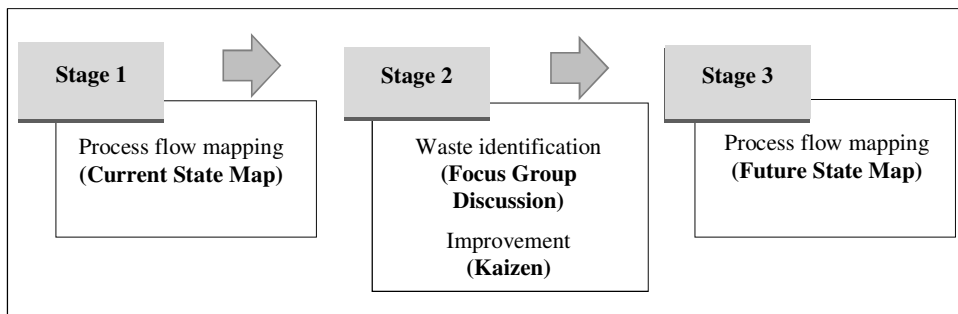 Stage 1
Process flow mapping
(Current State Map)
Stage 2
Waste identification
(Focus Group
Discussion)
Improvement
(Kaizen)
Stage 3
Process flow mapping
(Future State Map)